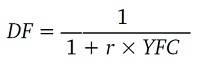 DF = 1 / (1 + r × YFC)